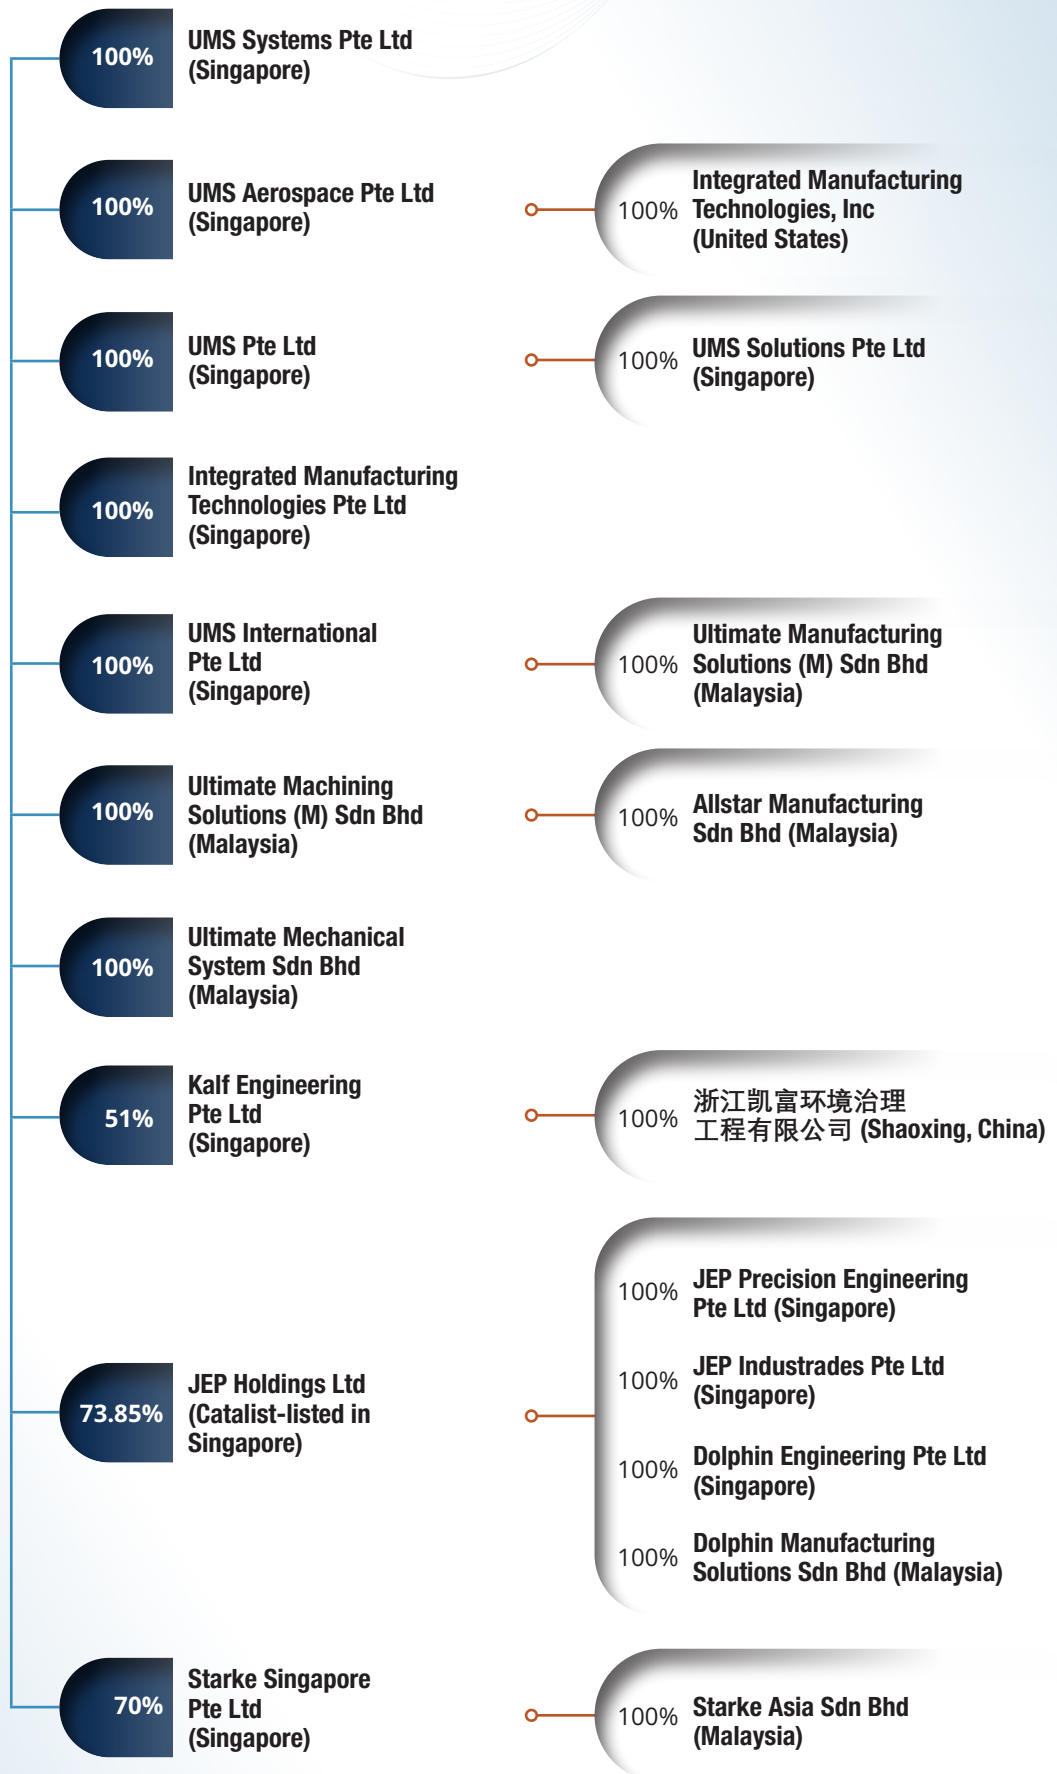 100%
UMS Systems Pte Ltd
(Singapore)
100%
UMS Aerospace Pte Ltd
(Singapore)
100%
Integrated Manufacturing
Technologies, Inc
(United States)
100%
UMS Pte Ltd
(Singapore)
100%
UMS Solutions Pte Ltd
(Singapore)
100%
Integrated Manufacturing
Technologies Pte Ltd
(Singapore)
100%
UMS International
Pte Ltd
(Singapore)
100%
Ultimate Manufacturing
Solutions (M) Sdn Bhd
(Malaysia)
100%
Ultimate Machining
Solutions (M) Sdn Bhd
(Malaysia)
100%
Allstar Manufacturing
Sdn Bhd (Malaysia)
100%
Ultimate Mechanical
System Sdn Bhd
(Malaysia)
51%
Kalf Engineering
Pte Ltd
(Singapore)
100%
浙江凯富环境治理
工程有限公司 (Shaoxing, China)
73.85%
JEP Holdings Ltd
(Catalist-listed in
Singapore)
100%
JEP Precision Engineering
Pte Ltd (Singapore)
100%
JEP Industrades Pte Ltd
(Singapore)
100%
Dolphin Engineering Pte Ltd
(Singapore)
100%
Dolphin Manufacturing
Solutions Sdn Bhd (Malaysia)
70%
Starke Singapore
Pte Ltd
(Singapore)
100%
Starke Asia Sdn Bhd
(Malaysia)